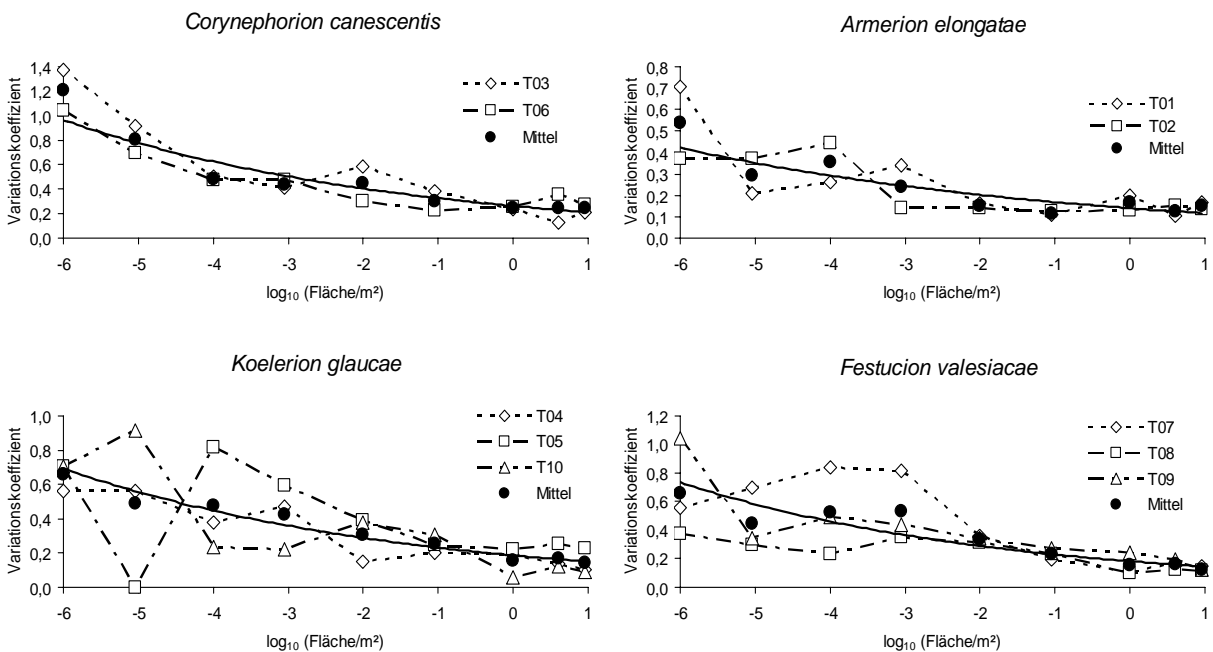 Corynephorion canescentis
Variationskoeffizient
1,4
1,2
1,0
0,8
0,6
0,4
0,2
0,0
-6 -5 -4 -3 -2 -1 0 1
log₁₀ (Fläche/m²)
T03
T06
Mittel
Armerion elongatae
Variationskoeffizient
0,8
0,7
0,6
0,5
0,4
0,3
0,2
0,1
0,0
-6 -5 -4 -3 -2 -1 0 1
log₁₀ (Fläche/m²)
T01
T02
Mittel
Koelerion glaucae
Variationskoeffizient
1,0
0,8
0,6
0,4
0,2
0,0
-6 -5 -4 -3 -2 -1 0 1
log₁₀ (Fläche/m²)
T04
T05
T10
Mittel
Festucion valesiacae
Variationskoeffizient
1,2
1,0
0,8
0,6
0,4
0,2
0,0
-6 -5 -4 -3 -2 -1 0 1
log₁₀ (Fläche/m²)
T07
T08
T09
Mittel